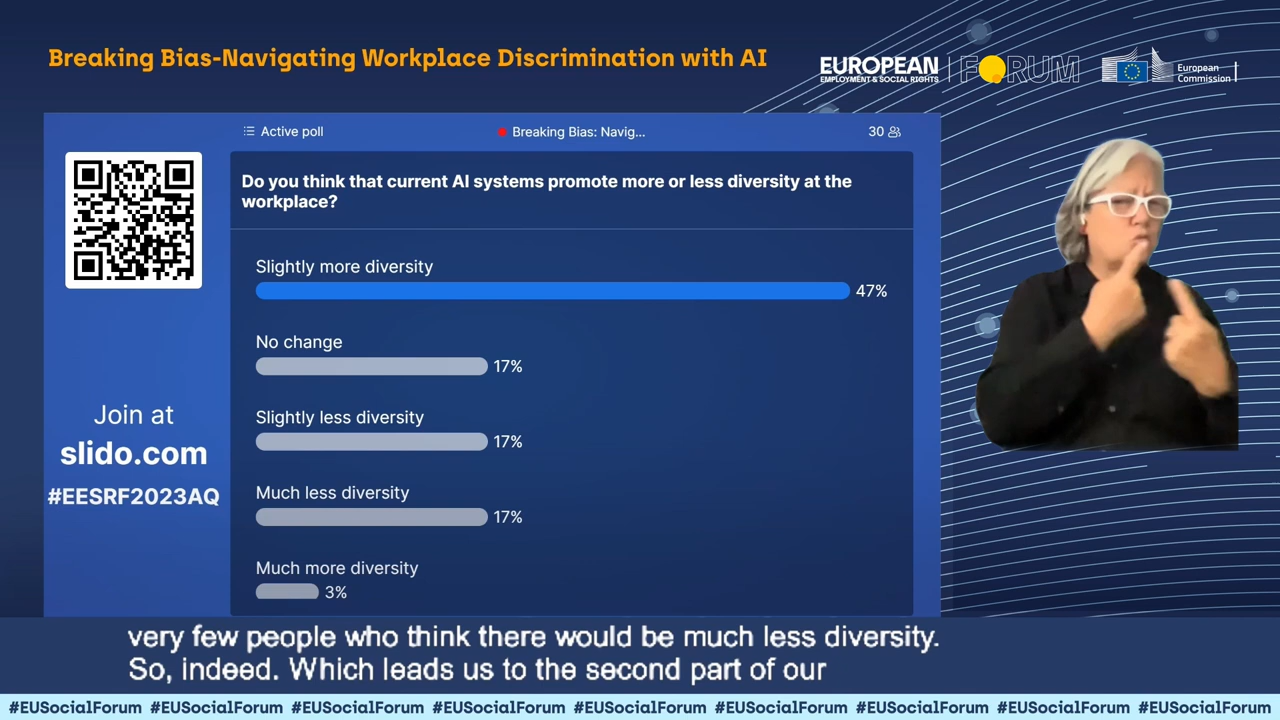 Breaking Bias-Navigating Workplace Discrimination with AI
EUROPEAN
EMPLOYMENT & SOCIAL RIGHTS
FORUM
European
Commission
Active poll
Breaking Bias: Navig...
30
Do you think that current AI systems promote more or less diversity at the
workplace?
Slightly more diversity
47%
No change
17%
Slightly less diversity
17%
Much less diversity
17%
Much more diversity
3%
Join at
slido.com
#EESRF2023AQ
very few people who think there would be much less diversity.
So, indeed. Which leads us to the second part of our
#EUSocialForum #EUSocialForum #EUSocialForum #EUSocialForum #EUSocialForum #EUSocialForum #EUSocialForum #EUSocialForum #EUSocialForum